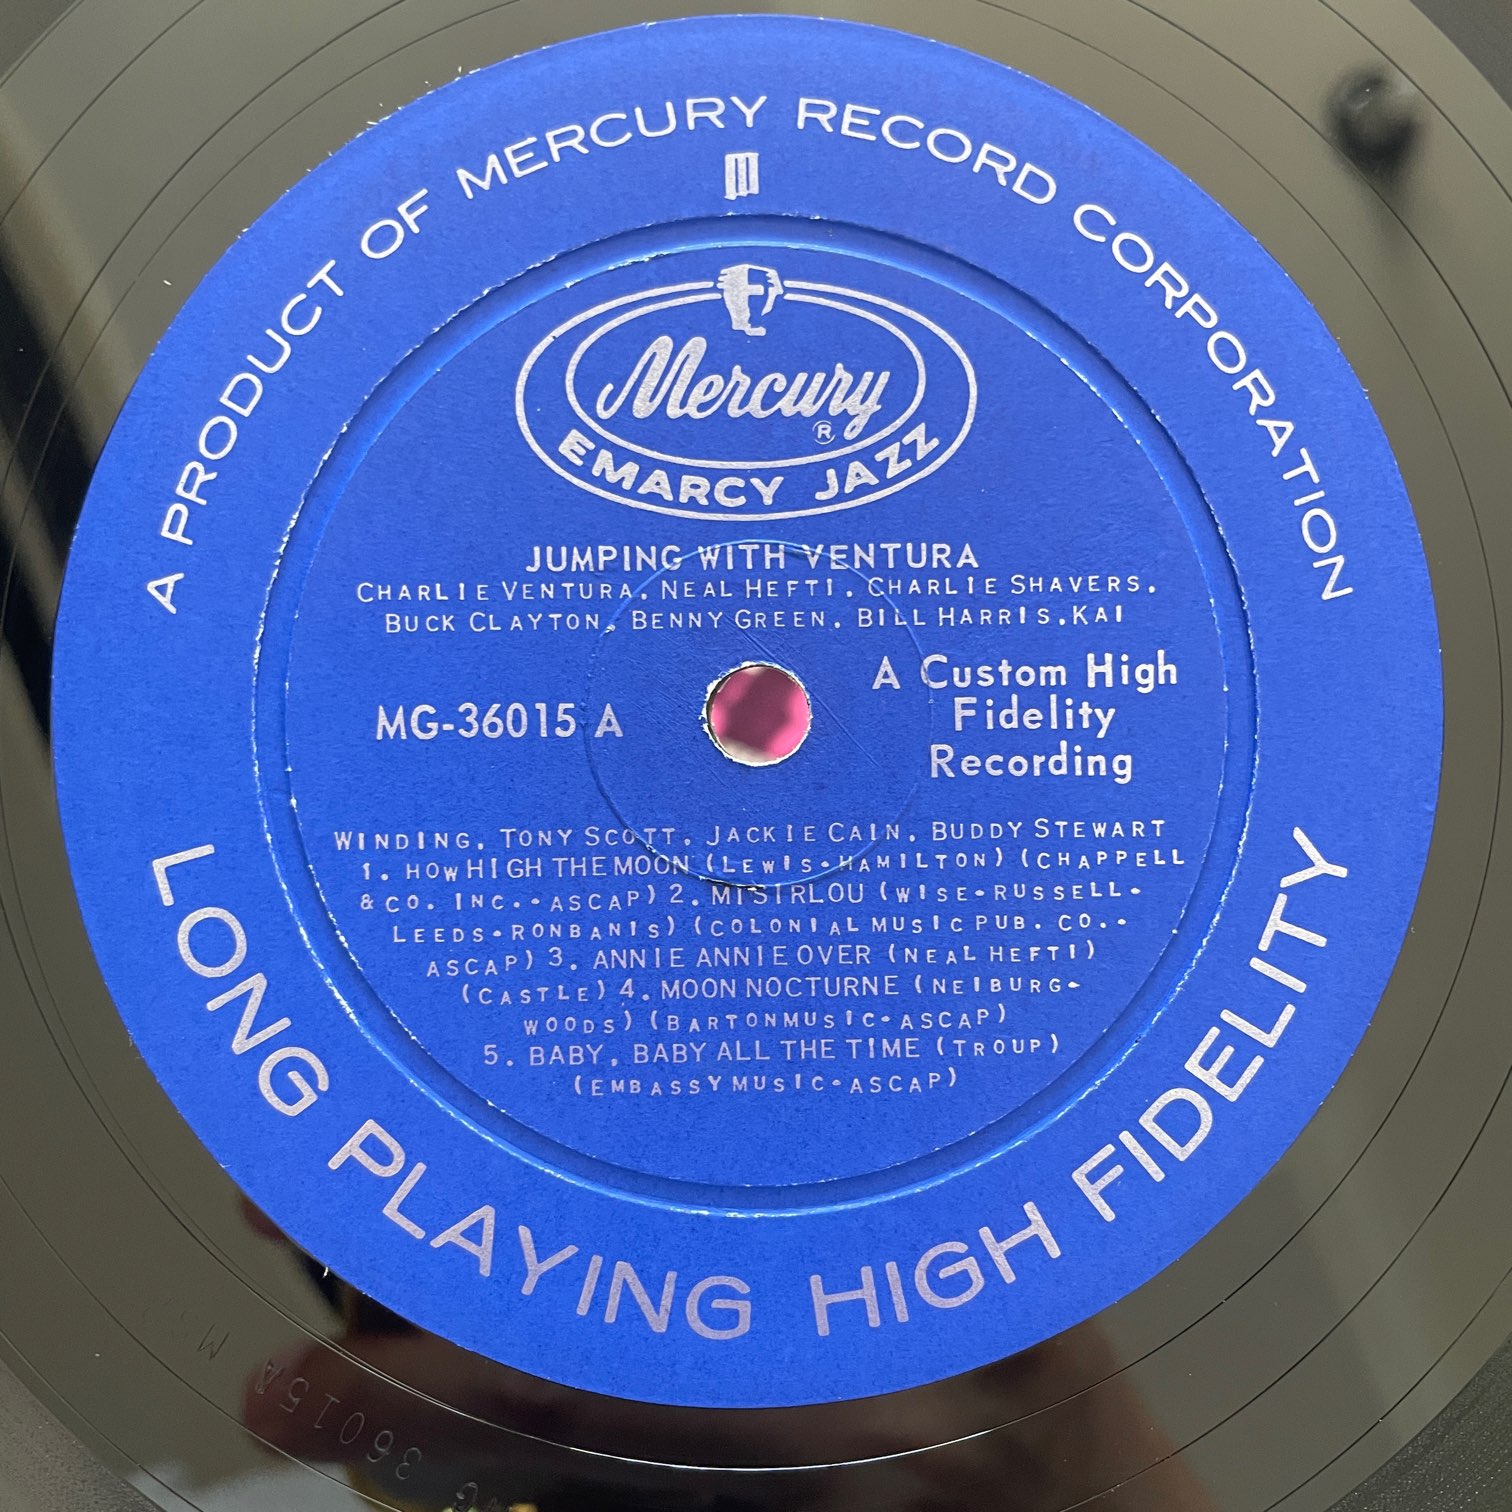 A PRODUCT OF MERCURY RECORD CORPORATION
Mercury
®
EMARCY JAZZ
JUMPING WITH VENTURA
CHARLIE VENTURA, NEAL HEFTI, CHARLIE SHAVERS,
BUCK CLAYTON, BENNY GREEN, BILL HARRIS, KAI
MG-36015 A
A Custom High
Fidelity
Recording
WINDING, TONY SCOTT, JACKIE CAIN, BUDDY STEWART
1. HOW HIGH THE MOON (LEWIS-HAMILTON) (CHAPPELL
& CO. INC.-ASCAP) 2. MISIRLOU (WISE-RUSSELL-
LEEDS-RONBANIS) (COLONIAL MUSIC PUB. CO.-
ASCAP) 3. ANNIE ANNIE OVER (NEAL HEFTI)
(CASTLE) 4. MOON NOCTURNE (NEIBURG-
WOODS) (BARTON MUSIC-ASCAP)
5. BABY, BABY ALL THE TIME (TROUP)
(EMBASSY MUSIC-ASCAP)
LONG PLAYING HIGH FIDELITY
MG 36015A